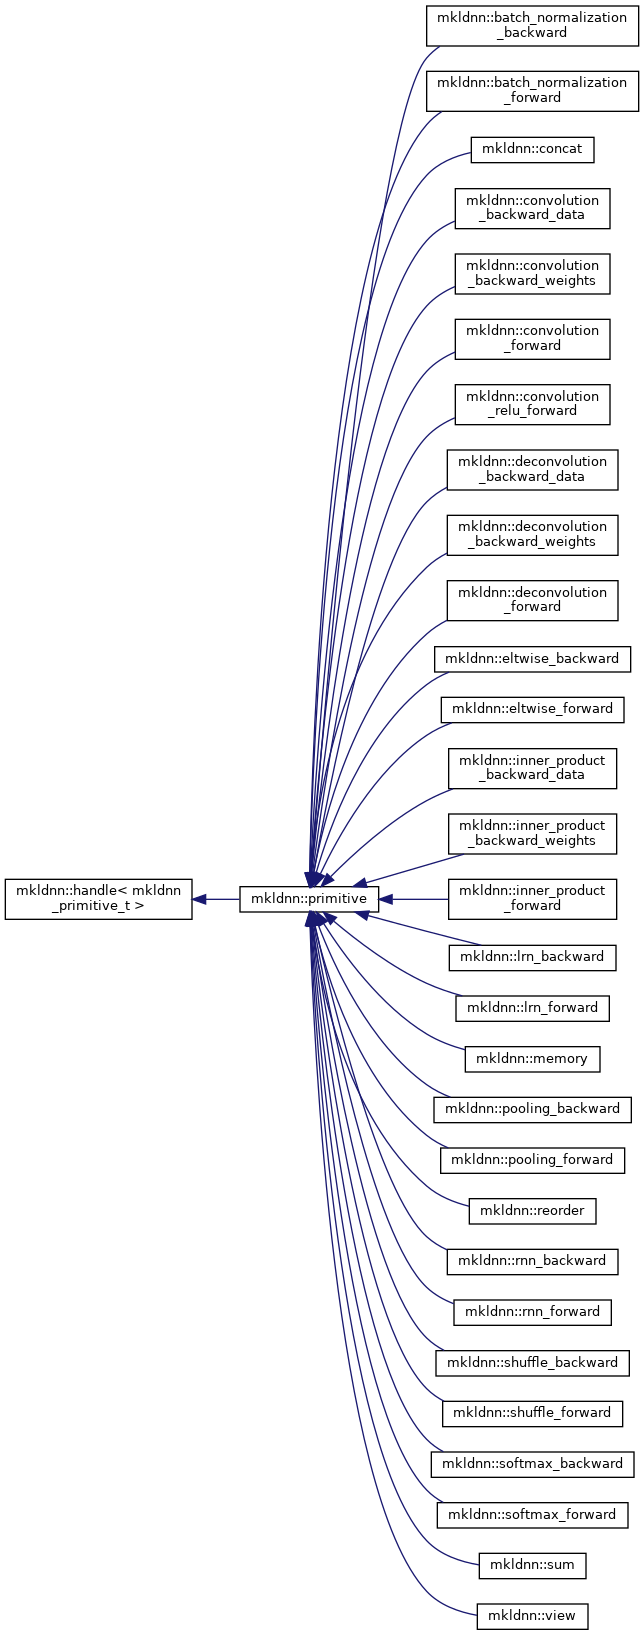 mkldnn::batch_normalization
_backward
mkldnn::batch_normalization
_forward
mkldnn::concat
mkldnn::convolution
_backward_data
mkldnn::convolution
_backward_weights
mkldnn::convolution
_forward
mkldnn::convolution
_relu_forward
mkldnn::deconvolution
_backward_data
mkldnn::deconvolution
_backward_weights
mkldnn::deconvolution
_forward
mkldnn::eltwise_backward
mkldnn::eltwise_forward
mkldnn::inner_product
_backward_data
mkldnn::inner_product
_backward_weights
mkldnn::handle< mkldnn
_primitive_t >
mkldnn::primitive
mkldnn::inner_product
_forward
mkldnn::lrn_backward
mkldnn::lrn_forward
mkldnn::memory
mkldnn::pooling_backward
mkldnn::pooling_forward
mkldnn::reorder
mkldnn::rnn_backward
mkldnn::rnn_forward
mkldnn::shuffle_backward
mkldnn::shuffle_forward
mkldnn::softmax_backward
mkldnn::softmax_forward
mkldnn::sum
mkldnn::view